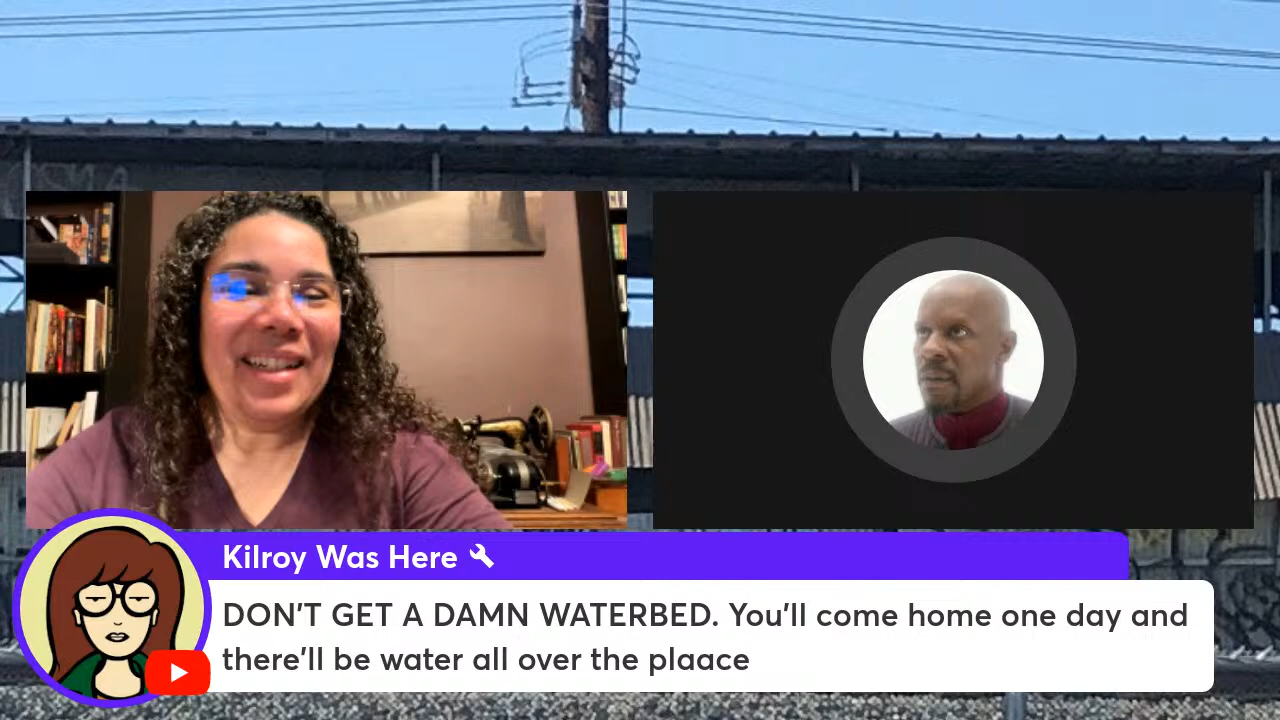 Kilroy Was Here
DON'T GET A DAMN WATERBED. You'll come home one day and
there'll be water all over the plaace